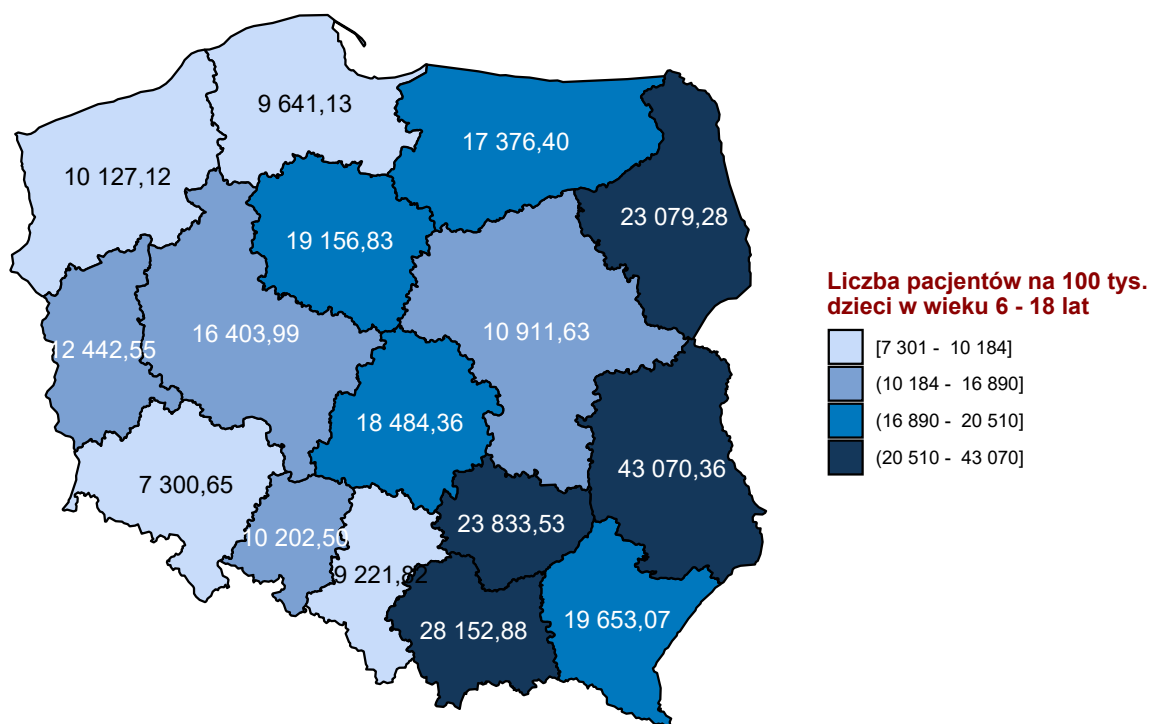 9 641,13
17 376,40
10 127,12
23 079,28
19 156,83
16 403,99
10 911,63
12 442,55
18 484,36
43 070,36
7 300,65
23 833,53
10 202,50
9 221,82
19 653,07
28 152,88
Liczba pacjentów na 100 tys.
dzieci w wieku 6 - 18 lat
[7 301 - 10 184]
(10 184 - 16 890]
(16 890 - 20 510]
(20 510 - 43 070]